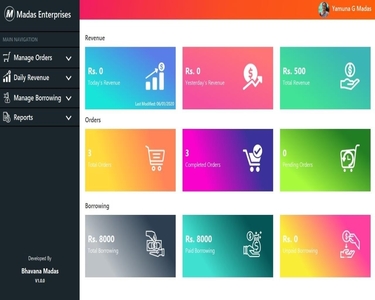 Madas Enterprises
Yamuna G Madas
MAIN NAVIGATION
Manage Orders
Daily Revenue
Manage Borrowing
Reports
Revenue
Rs. 0
Today's Revenue
Last Modified: 08/01/2020
Rs. 0
Yesterday's Revenue
Rs. 500
Total Revenue
Orders
3
Total Orders
3
Completed Orders
0
Pending Orders
Borrowing
Rs. 8000
Total Borrowing
Rs. 8000
Paid Borrowing
Rs. 0
Unpaid Borrowing
Developed By
Bhavana Madas
V1.0.0